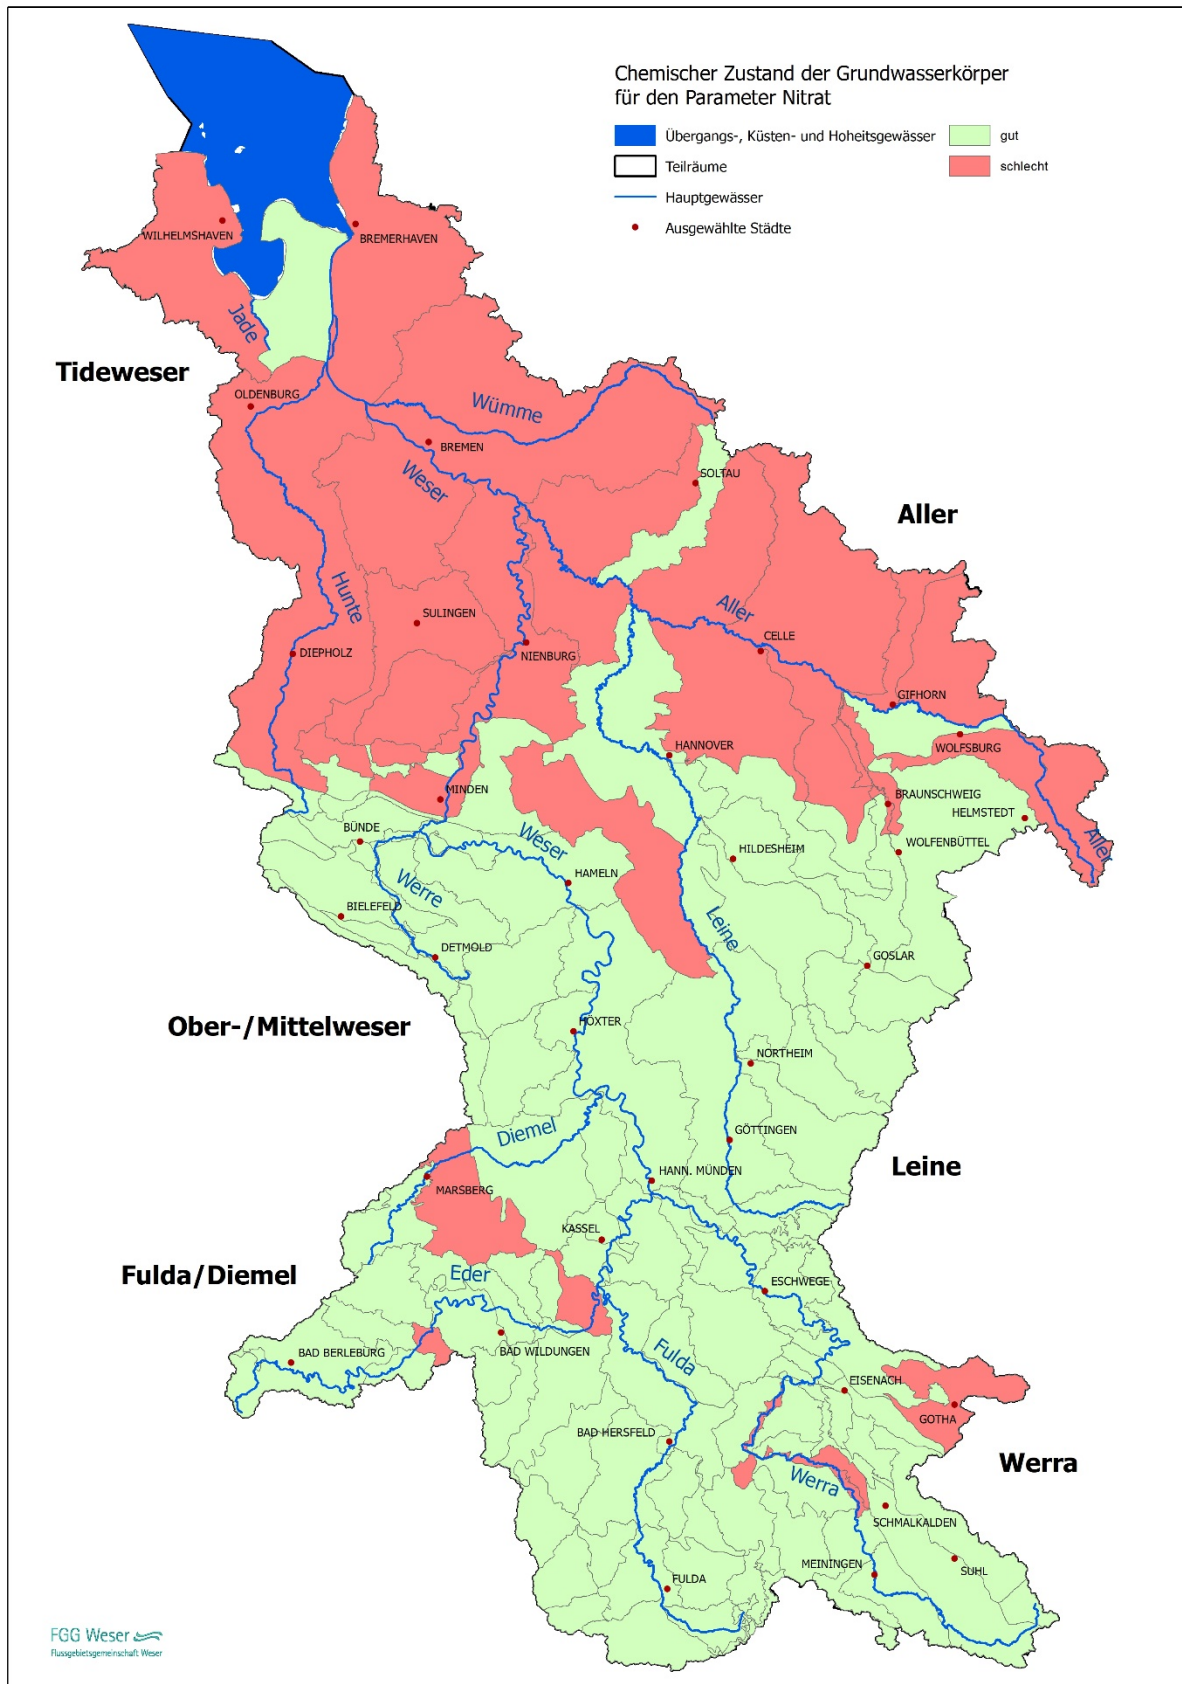 Chemischer Zustand der Grundwasserkörper
für den Parameter Nitrat
Übergangs-, Küsten- und Hoheitsgewässer
gut
Teilräume
schlecht
Hauptgewässer
Ausgewählte Städte
WILHELMSHAVEN
BREMERHAVEN
Jade
Tideweser
OLDENBURG
Wümme
BREMEN
Weser
SOLTAU
Aller
Hunte
Aller
SULINGEN
CELLE
DIEPHOLZ
NIENBURG
GIFHORN
HANNOVER
WOLFSBURG
MINDEN
BRAUNSCHWEIG
HELMSTEDT
BÜNDE
Weser
WOLFENBÜTTEL
Aller
HILDESHEIM
Werre
HAMELN
BIELEFELD
Leine
DETMOLD
GOSLAR
Ober-/Mittelweser
HÖXTER
NORTHEIM
Diemel
GÖTTINGEN
Leine
HANN. MÜNDEN
MARSBERG
KASSEL
Fulda/Diemel
Eder
ESCHWEGE
BAD WILDUNGEN
BAD BERLEBURG
Fulda
EISENACH
GOTHA
BAD HERSFELD
Werra
Werra
SCHMALKALDEN
MEININGEN
SUHL
FULDA
FGG Weser
Flussgebietsgemeinschaft Weser